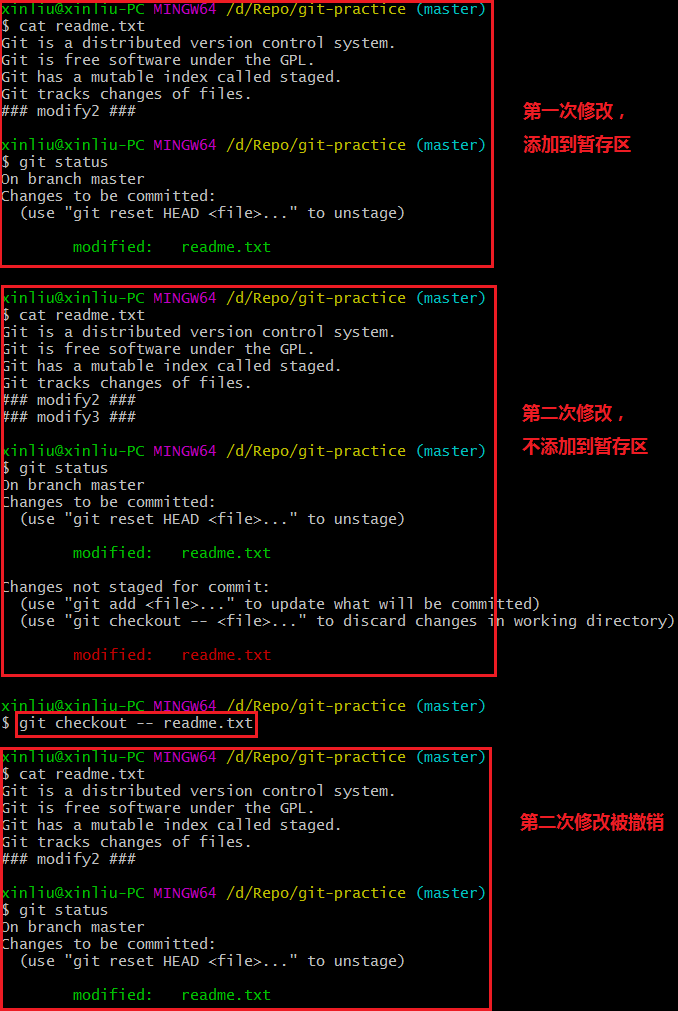 xinliu@xinliu-PC MINGW64 /d/Repo/git-practice (master)
$ cat readme.txt
Git is a distributed version control system.
Git is free software under the GPL.
Git has a mutable index called staged.
Git tracks changes of files.
### modify2 ###
第一次修改，
添加到暂存区
xinliu@xinliu-PC MINGW64 /d/Repo/git-practice (master)
$ git status
On branch master
Changes to be committed:
  (use "git reset HEAD <file>..." to unstage)
        modified:   readme.txt
xinliu@xinliu-PC MINGW64 /d/Repo/git-practice (master)
$ cat readme.txt
Git is a distributed version control system.
Git is free software under the GPL.
Git has a mutable index called staged.
Git tracks changes of files.
### modify2 ###
### modify3 ###
第二次修改，
不添加到暂存区
xinliu@xinliu-PC MINGW64 /d/Repo/git-practice (master)
$ git status
On branch master
Changes to be committed:
  (use "git reset HEAD <file>..." to unstage)
        modified:   readme.txt
Changes not staged for commit:
  (use "git add <file>..." to update what will be committed)
  (use "git checkout -- <file>..." to discard changes in working directory)
        modified:   readme.txt
xinliu@xinliu-PC MINGW64 /d/Repo/git-practice (master)
$ git checkout -- readme.txt
xinliu@xinliu-PC MINGW64 /d/Repo/git-practice (master)
$ cat readme.txt
Git is a distributed version control system.
Git is free software under the GPL.
Git has a mutable index called staged.
Git tracks changes of files.
### modify2 ###
第二次修改被撤销
xinliu@xinliu-PC MINGW64 /d/Repo/git-practice (master)
$ git status
On branch master
Changes to be committed:
  (use "git reset HEAD <file>..." to unstage)
        modified:   readme.txt